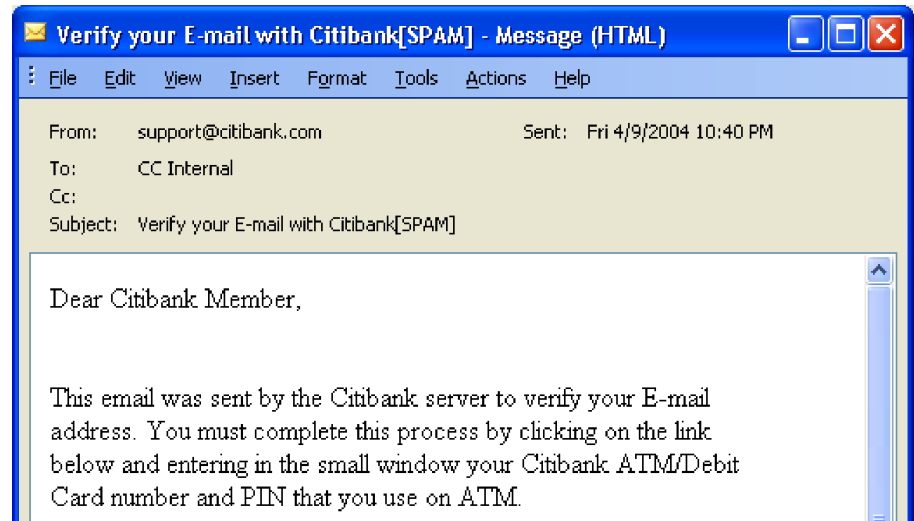 Verify your E-mail with Citibank[SPAM] - Message (HTML)
File Edit View Insert Format Tools Actions Help
From: support@citibank.com Sent: Fri 4/9/2004 10:40 PM
To: CC Internal
Cc:
Subject: Verify your E-mail with Citibank[SPAM]
Dear Citibank Member,
This email was sent by the Citibank server to verify your E-mail
address. You must complete this process by clicking on the link
below and entering in the small window your Citibank ATM/Debit
Card number and PIN that you use on ATM.